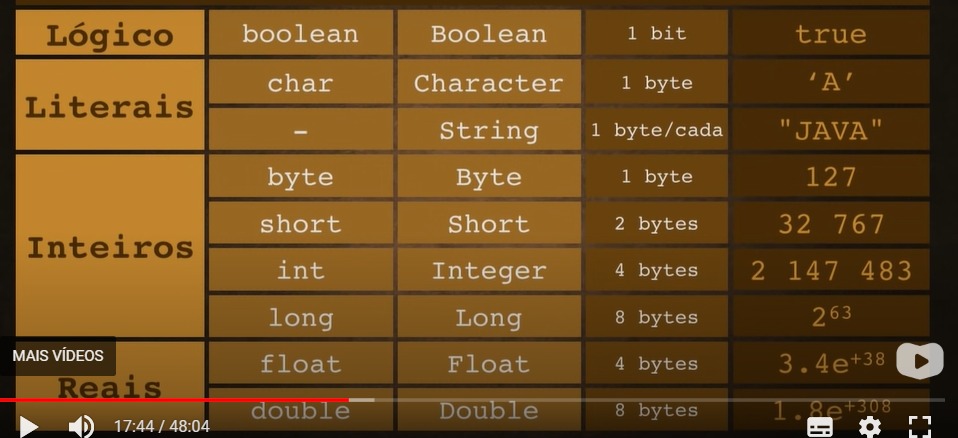 Lógico boolean Boolean 1 bit true
Literais char Character 1 byte ‘A’
- String 1 byte/cada "JAVA"
Inteiros byte Byte 1 byte 127
short Short 2 bytes 32 767
int Integer 4 bytes 2 147 483
long Long 8 bytes 2⁶³
MAIS VÍDEOS
Reais float Float 4 bytes 3.4e⁺³⁸
double Double 8 bytes 1.8e⁺³⁰⁸
17:44 / 48:04